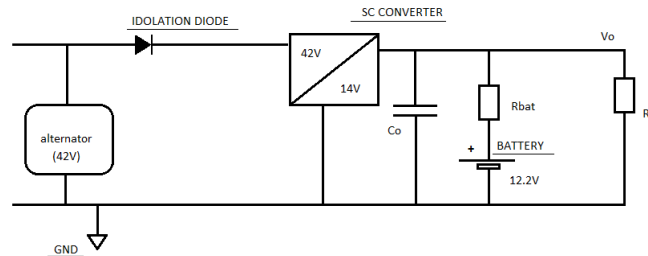 SC CONVERTER
IDOLATION DIODE
Vo
42V
14V
alternator
(42V)
Co
Rbat
R
+
BATTERY
12.2V
GND